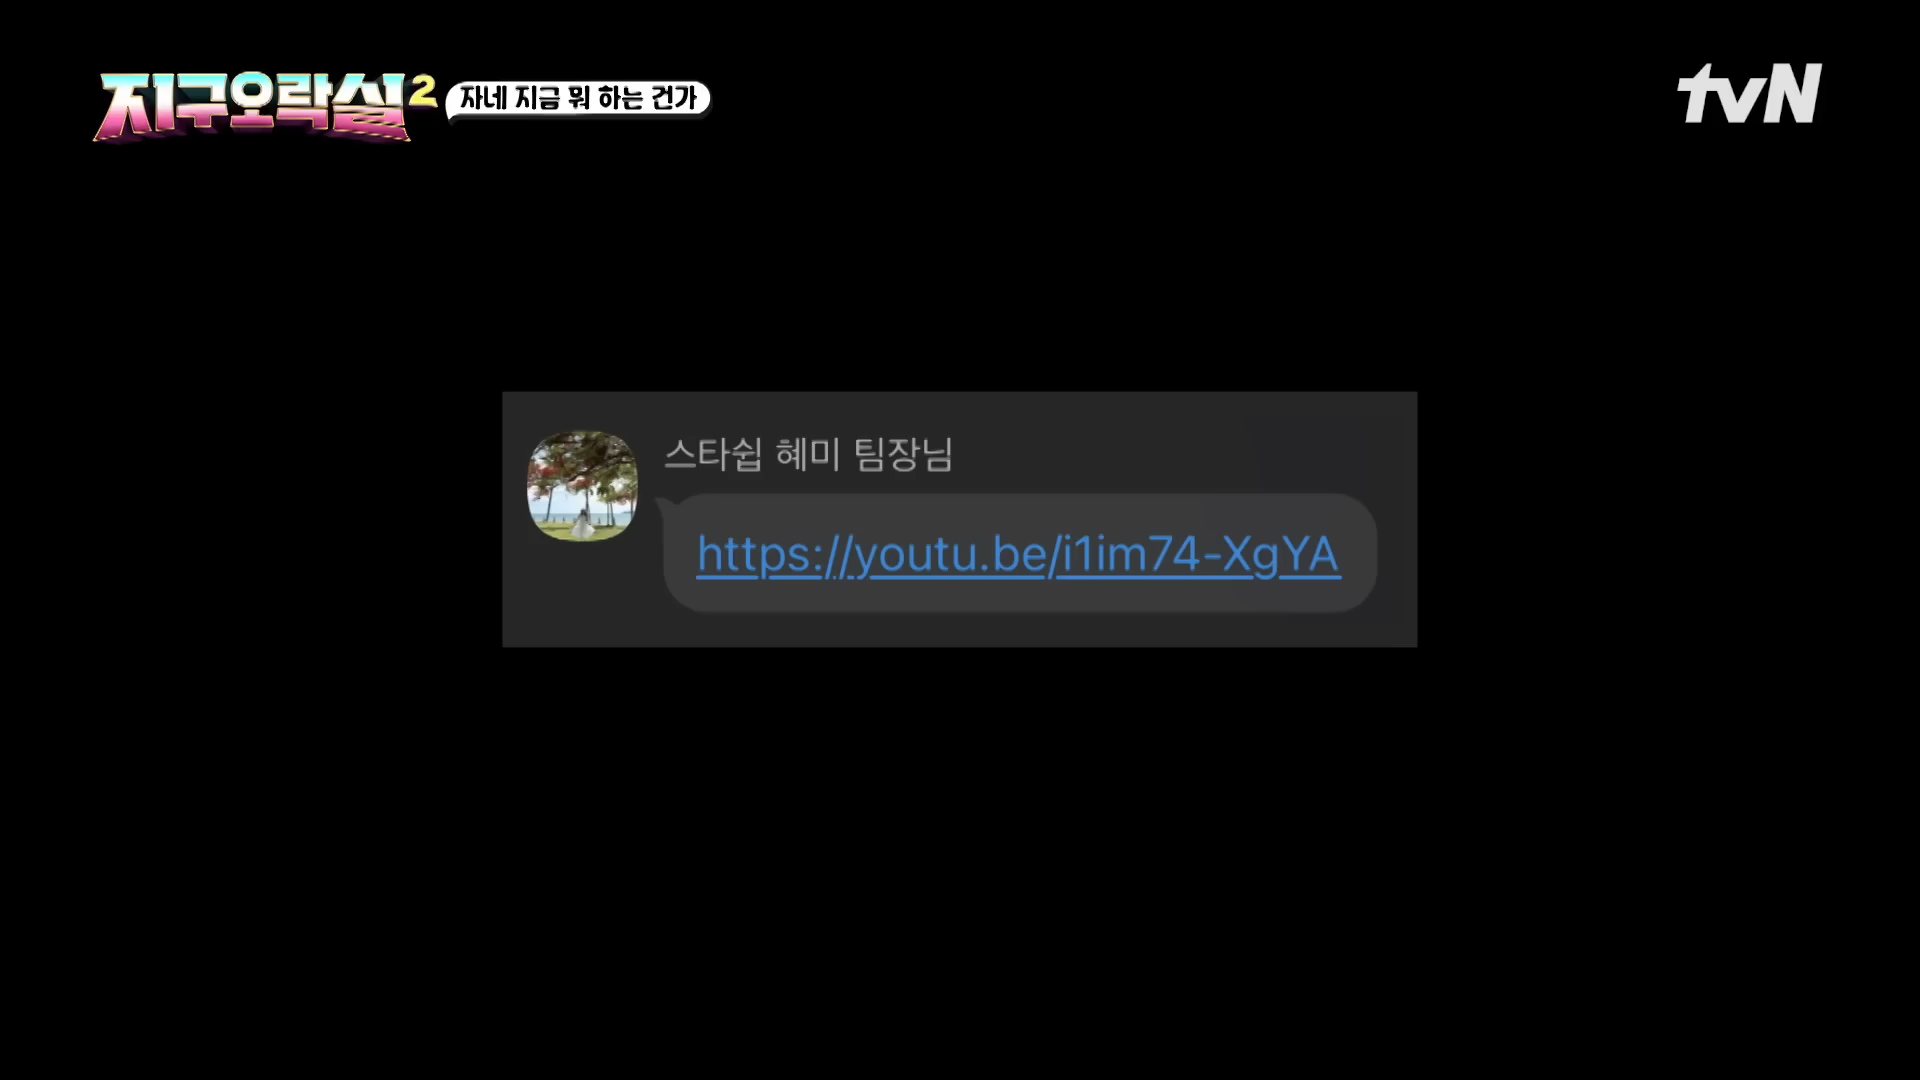 지구오락실2 자네 지금 뭐 하는 건가
tvN
스타쉽 혜미 팀장님
https://youtu.be/i1im74-XgYA